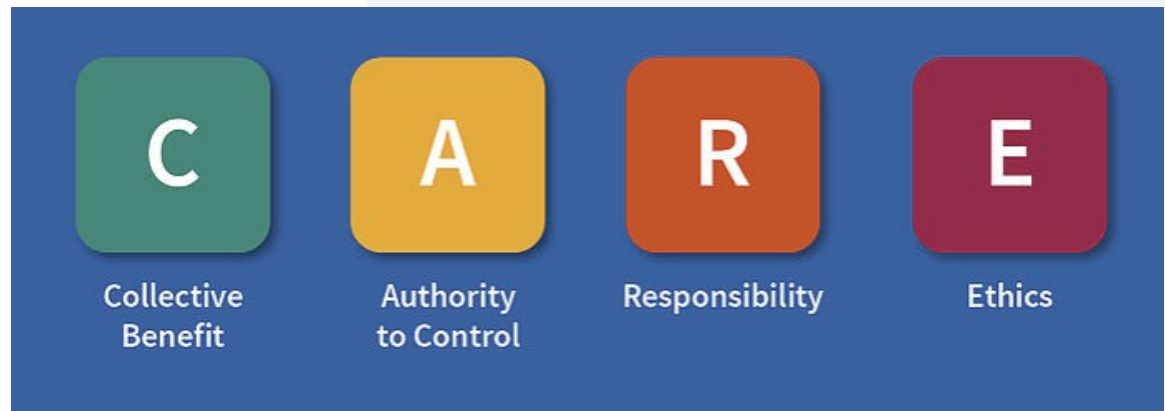 C
A
R
E
Collective
Benefit
Authority
to Control
Responsibility
Ethics